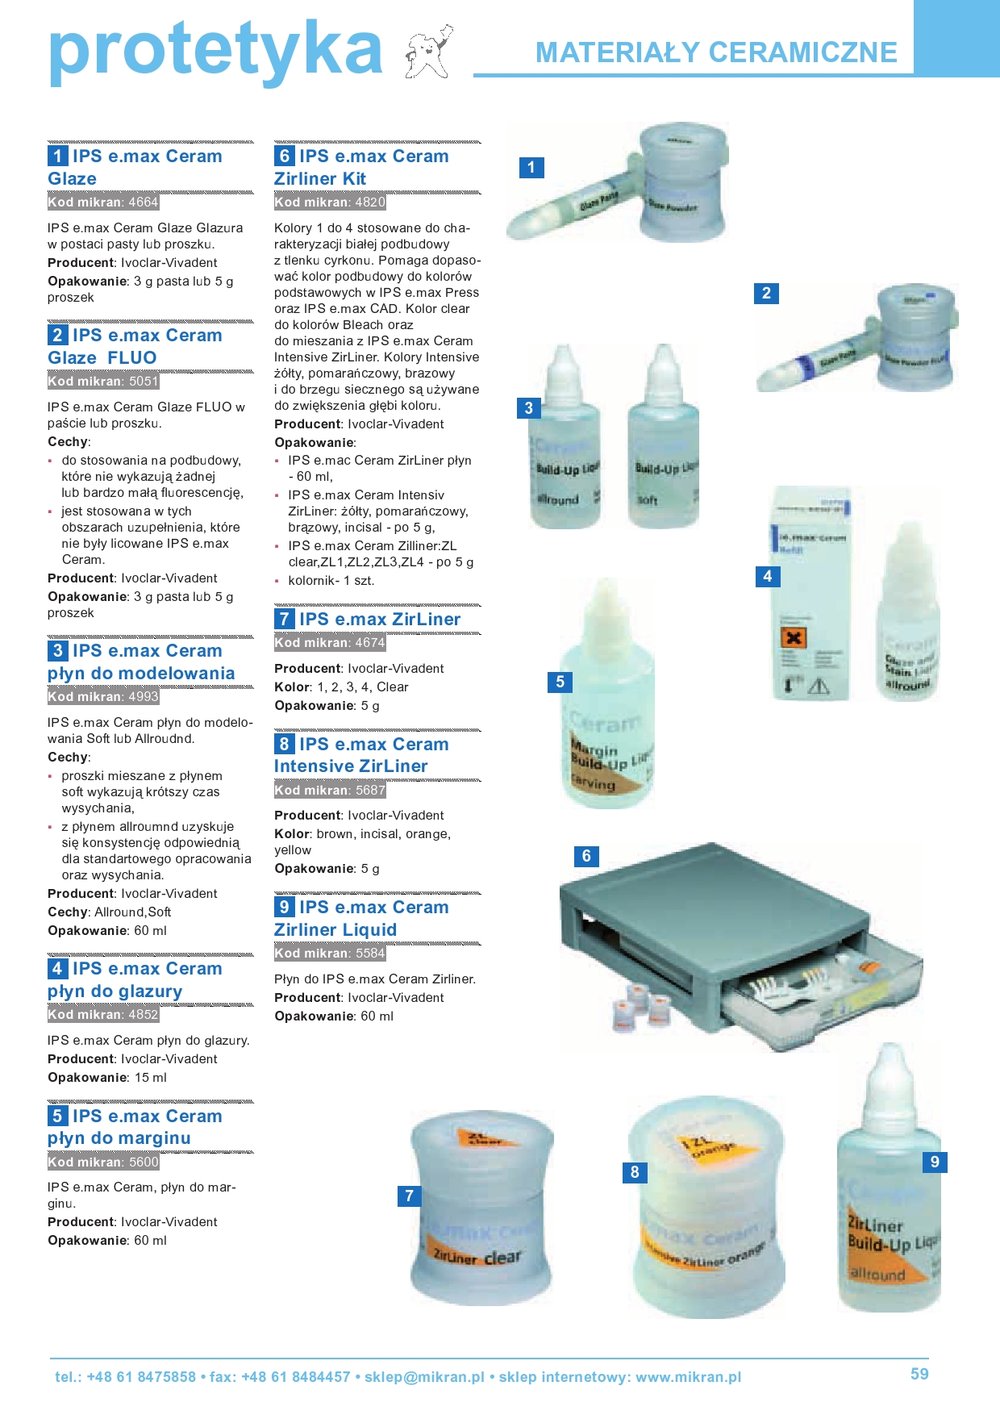 protetyka
MATERIAŁY CERAMICZNE
1 IPS e.max Ceram
Glaze
Kod mikran: 4664
IPS e.max Ceram Glaze Glazura
w postaci pasty lub proszku.
Producent: Ivoclar-Vivadent
Opakowanie: 3 g pasta lub 5 g
proszek
2 IPS e.max Ceram
Glaze FLUO
Kod mikran: 5051
IPS e.max Ceram Glaze FLUO w
paście lub proszku.
Cechy:
• do stosowania na podbudowy,
które nie wykazują żadnej
lub bardzo małą fluorescencję,
• jest stosowana w tych
obszarach uzupełnienia, które
nie były licowane IPS e.max
Ceram.
Producent: Ivoclar-Vivadent
Opakowanie: 3 g pasta lub 5 g
proszek
3 IPS e.max Ceram
płyn do modelowania
Kod mikran: 4993
IPS e.max Ceram płyn do modelo-
wania Soft lub Allroudnd.
Cechy:
• proszki mieszane z płynem
soft wykazują krótszy czas
wysychania,
• z płynem allroumnd uzyskuje
się konsystencję odpowiednią
dla standartowego opracowania
oraz wysychania.
Producent: Ivoclar-Vivadent
Cechy: Allround,Soft
Opakowanie: 60 ml
4 IPS e.max Ceram
płyn do glazury
Kod mikran: 4852
IPS e.max Ceram płyn do glazury.
Producent: Ivoclar-Vivadent
Opakowanie: 15 ml
5 IPS e.max Ceram
płyn do marginu
Kod mikran: 5600
IPS e.max Ceram, płyn do mar-
ginu.
Producent: Ivoclar-Vivadent
Opakowanie: 60 ml
6 IPS e.max Ceram
Zirliner Kit
Kod mikran: 4820
Kolory 1 do 4 stosowane do cha-
rakteryzacji białej podbudowy
z tlenku cyrkonu. Pomaga dopaso-
wać kolor podbudowy do kolorów
podstawowych w IPS e.max Press
oraz IPS e.max CAD. Kolor clear
do kolorów Bleach oraz
do mieszania z IPS e.max Ceram
Intensive ZirLiner. Kolory Intensive
żółty, pomarańczowy, brazowy
i do brzegu siecznego są używane
do zwiększenia głębi koloru.
Producent: Ivoclar-Vivadent
Opakowanie:
• IPS e.mac Ceram ZirLiner płyn
- 60 ml,
• IPS e.max Ceram Intensiv
ZirLiner: żółty, pomarańczowy,
brązowy, incisal - po 5 g,
• IPS e.max Ceram Zilliner:ZL
clear,ZL1,ZL2,ZL3,ZL4 - po 5 g
• kolornik- 1 szt.
7 IPS e.max ZirLiner
Kod mikran: 4674
Producent: Ivoclar-Vivadent
Kolor: 1, 2, 3, 4, Clear
Opakowanie: 5 g
8 IPS e.max Ceram
Intensive ZirLiner
Kod mikran: 5687
Producent: Ivoclar-Vivadent
Kolor: brown, incisal, orange,
yellow
Opakowanie: 5 g
9 IPS e.max Ceram
Zirliner Liquid
Kod mikran: 5584
Płyn do IPS e.max Ceram Zirliner.
Producent: Ivoclar-Vivadent
Opakowanie: 60 ml
1
Glaze Paste
Glaze Powder
2
Glaze Paste
Glaze Powder FLUO
3
Ceram
Build-Up Liqu
allround
Build-Up Liqu
soft
4
e.max Ceram
Refill
Ceram
Glaze and
Stain Liqu
allround
5
Ceram
Margin
Build-Up Liq
carving
6
7
ZL
clear
e.max Cer
ZirLiner clear
8
I ZL
orange
max Ceram
Intensive ZirLiner orange
9
Ceram
ZirLiner
Build-Up Liqu
allround
tel.: +48 61 8475858 • fax: +48 61 8484457 • sklep@mikran.pl • sklep internetowy: www.mikran.pl
59